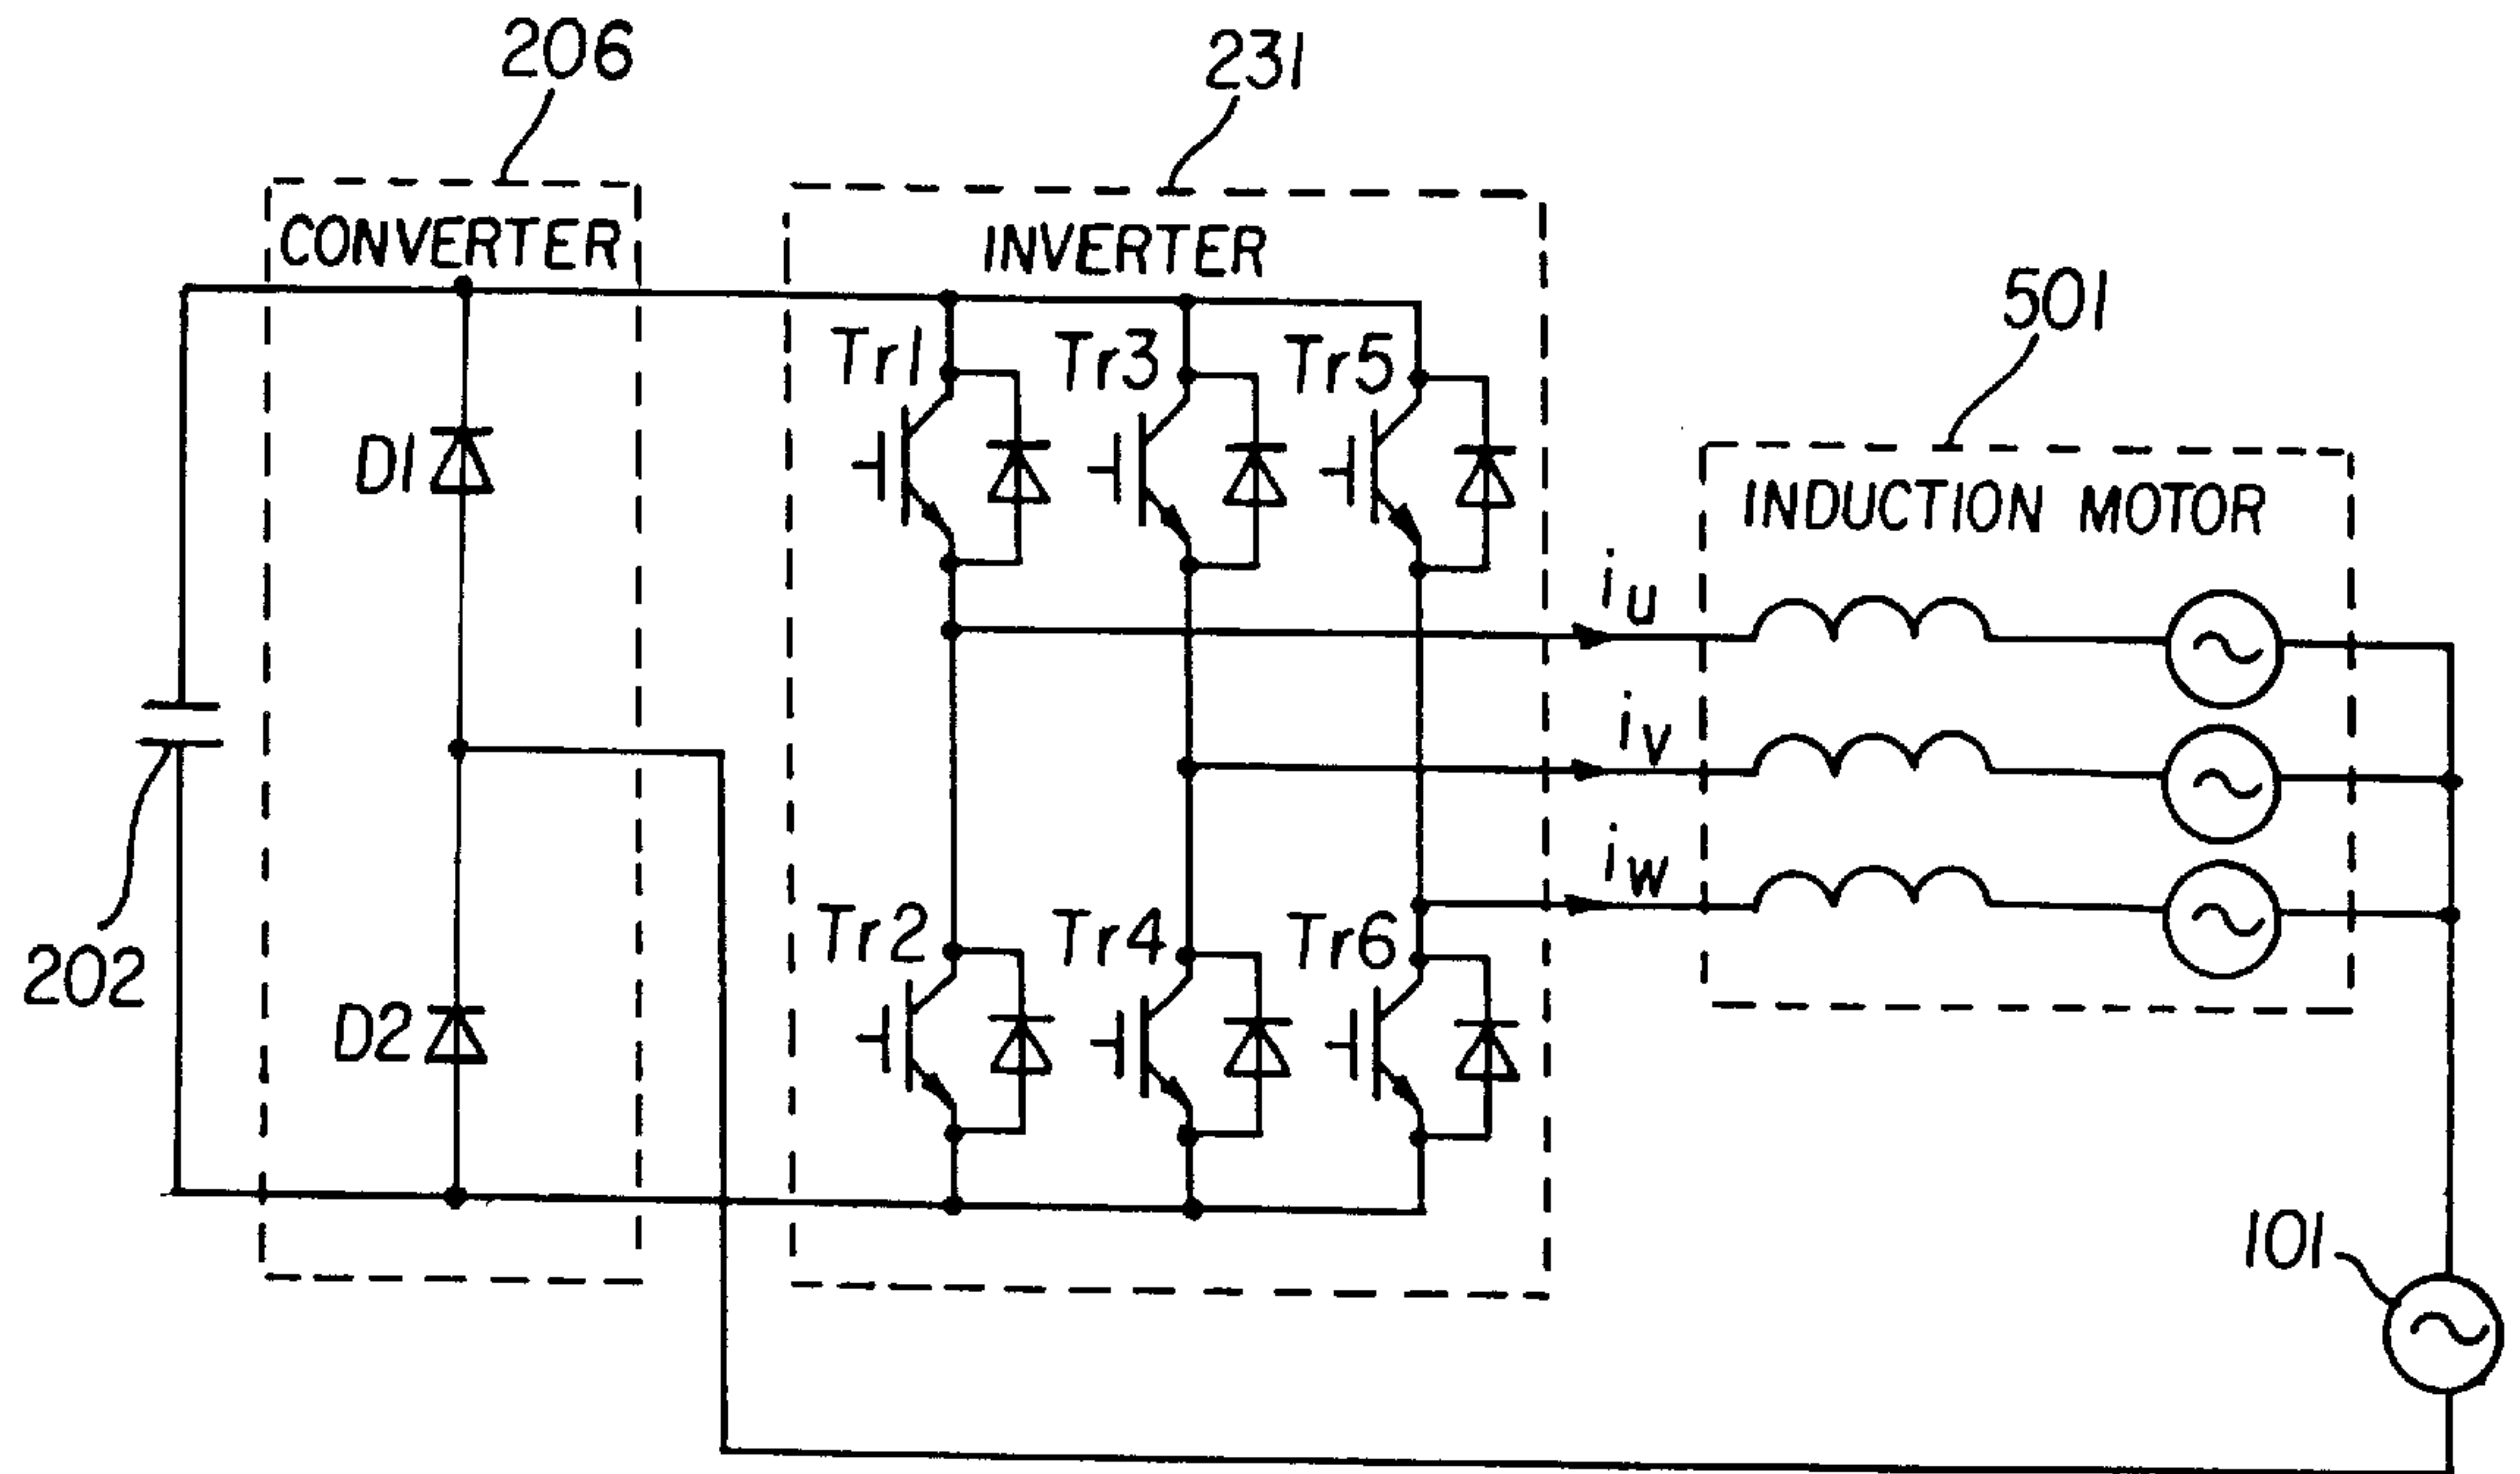 206
231
CONVERTER
INVERTER
501
Tr1
Tr3
Tr5
D1
INDUCTION MOTOR
iU
iV
iW
202
Tr2
Tr4
Tr6
D2
101